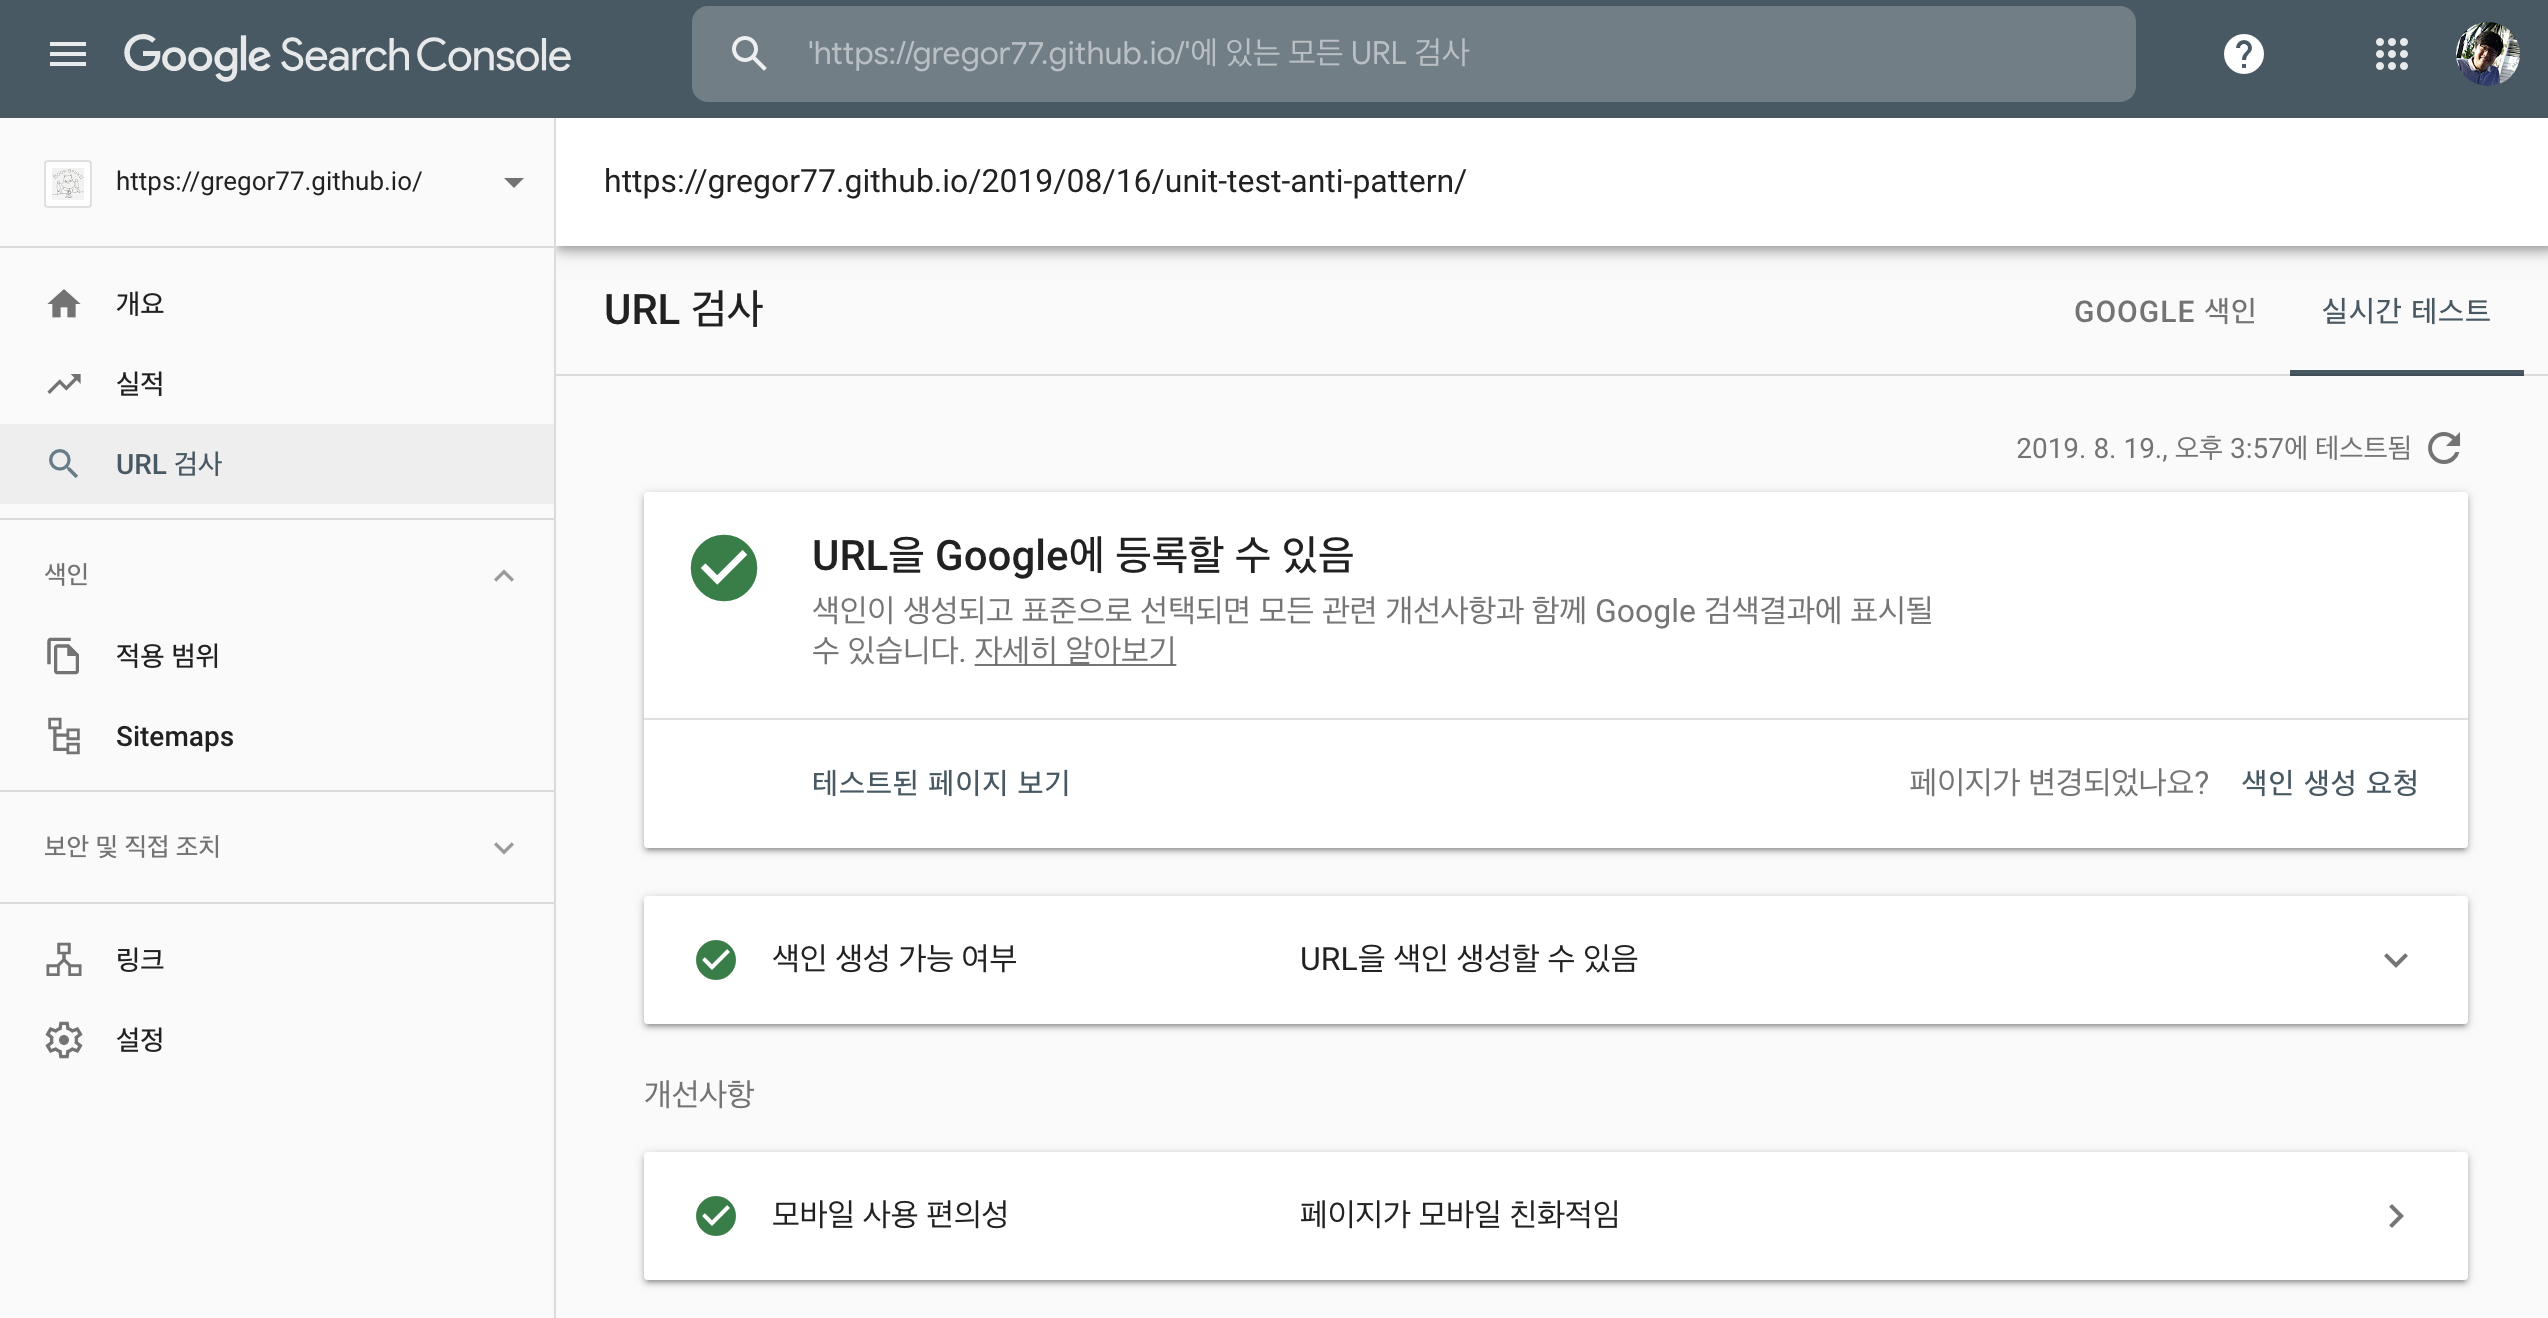 Google Search Console
'https://gregor77.github.io/'에 있는 모든 URL 검사
https://gregor77.github.io/
개요
실적
URL 검사
색인
적용 범위
Sitemaps
보안 및 직접 조치
링크
설정
https://gregor77.github.io/2019/08/16/unit-test-anti-pattern/
URL 검사
GOOGLE 색인
실시간 테스트
2019. 8. 19., 오후 3:57에 테스트됨
URL을 Google에 등록할 수 있음
색인이 생성되고 표준으로 선택되면 모든 관련 개선사항과 함께 Google 검색결과에 표시될
수 있습니다. 자세히 알아보기
테스트된 페이지 보기
페이지가 변경되었나요? 색인 생성 요청
색인 생성 가능 여부
URL을 색인 생성할 수 있음
개선사항
모바일 사용 편의성
페이지가 모바일 친화적임